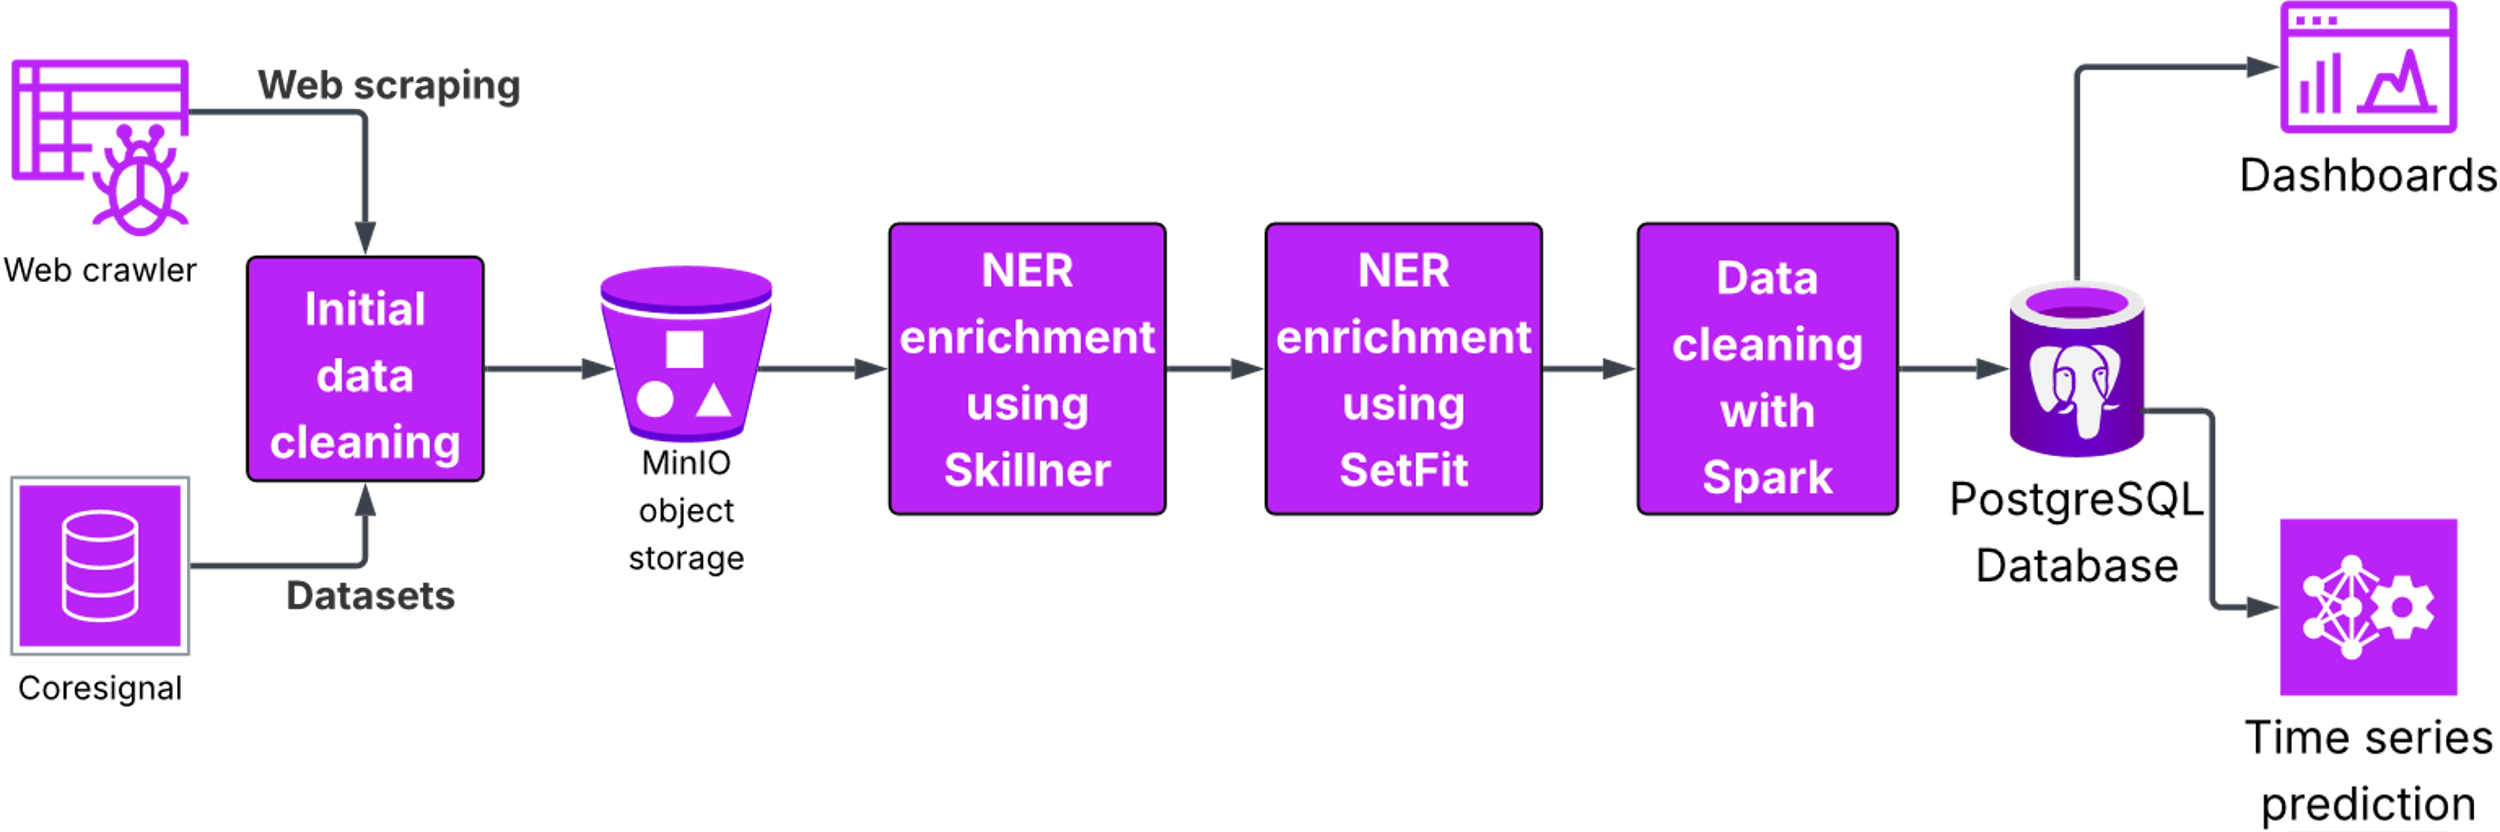 Web scraping
Web crawler
Initial
data
cleaning
Datasets
Coresignal
MinIO
object
storage
NER
enrichment
using
Skillner
NER
enrichment
using
SetFit
Data
cleaning
with
Spark
PostgreSQL
Database
Dashboards
Time series
prediction